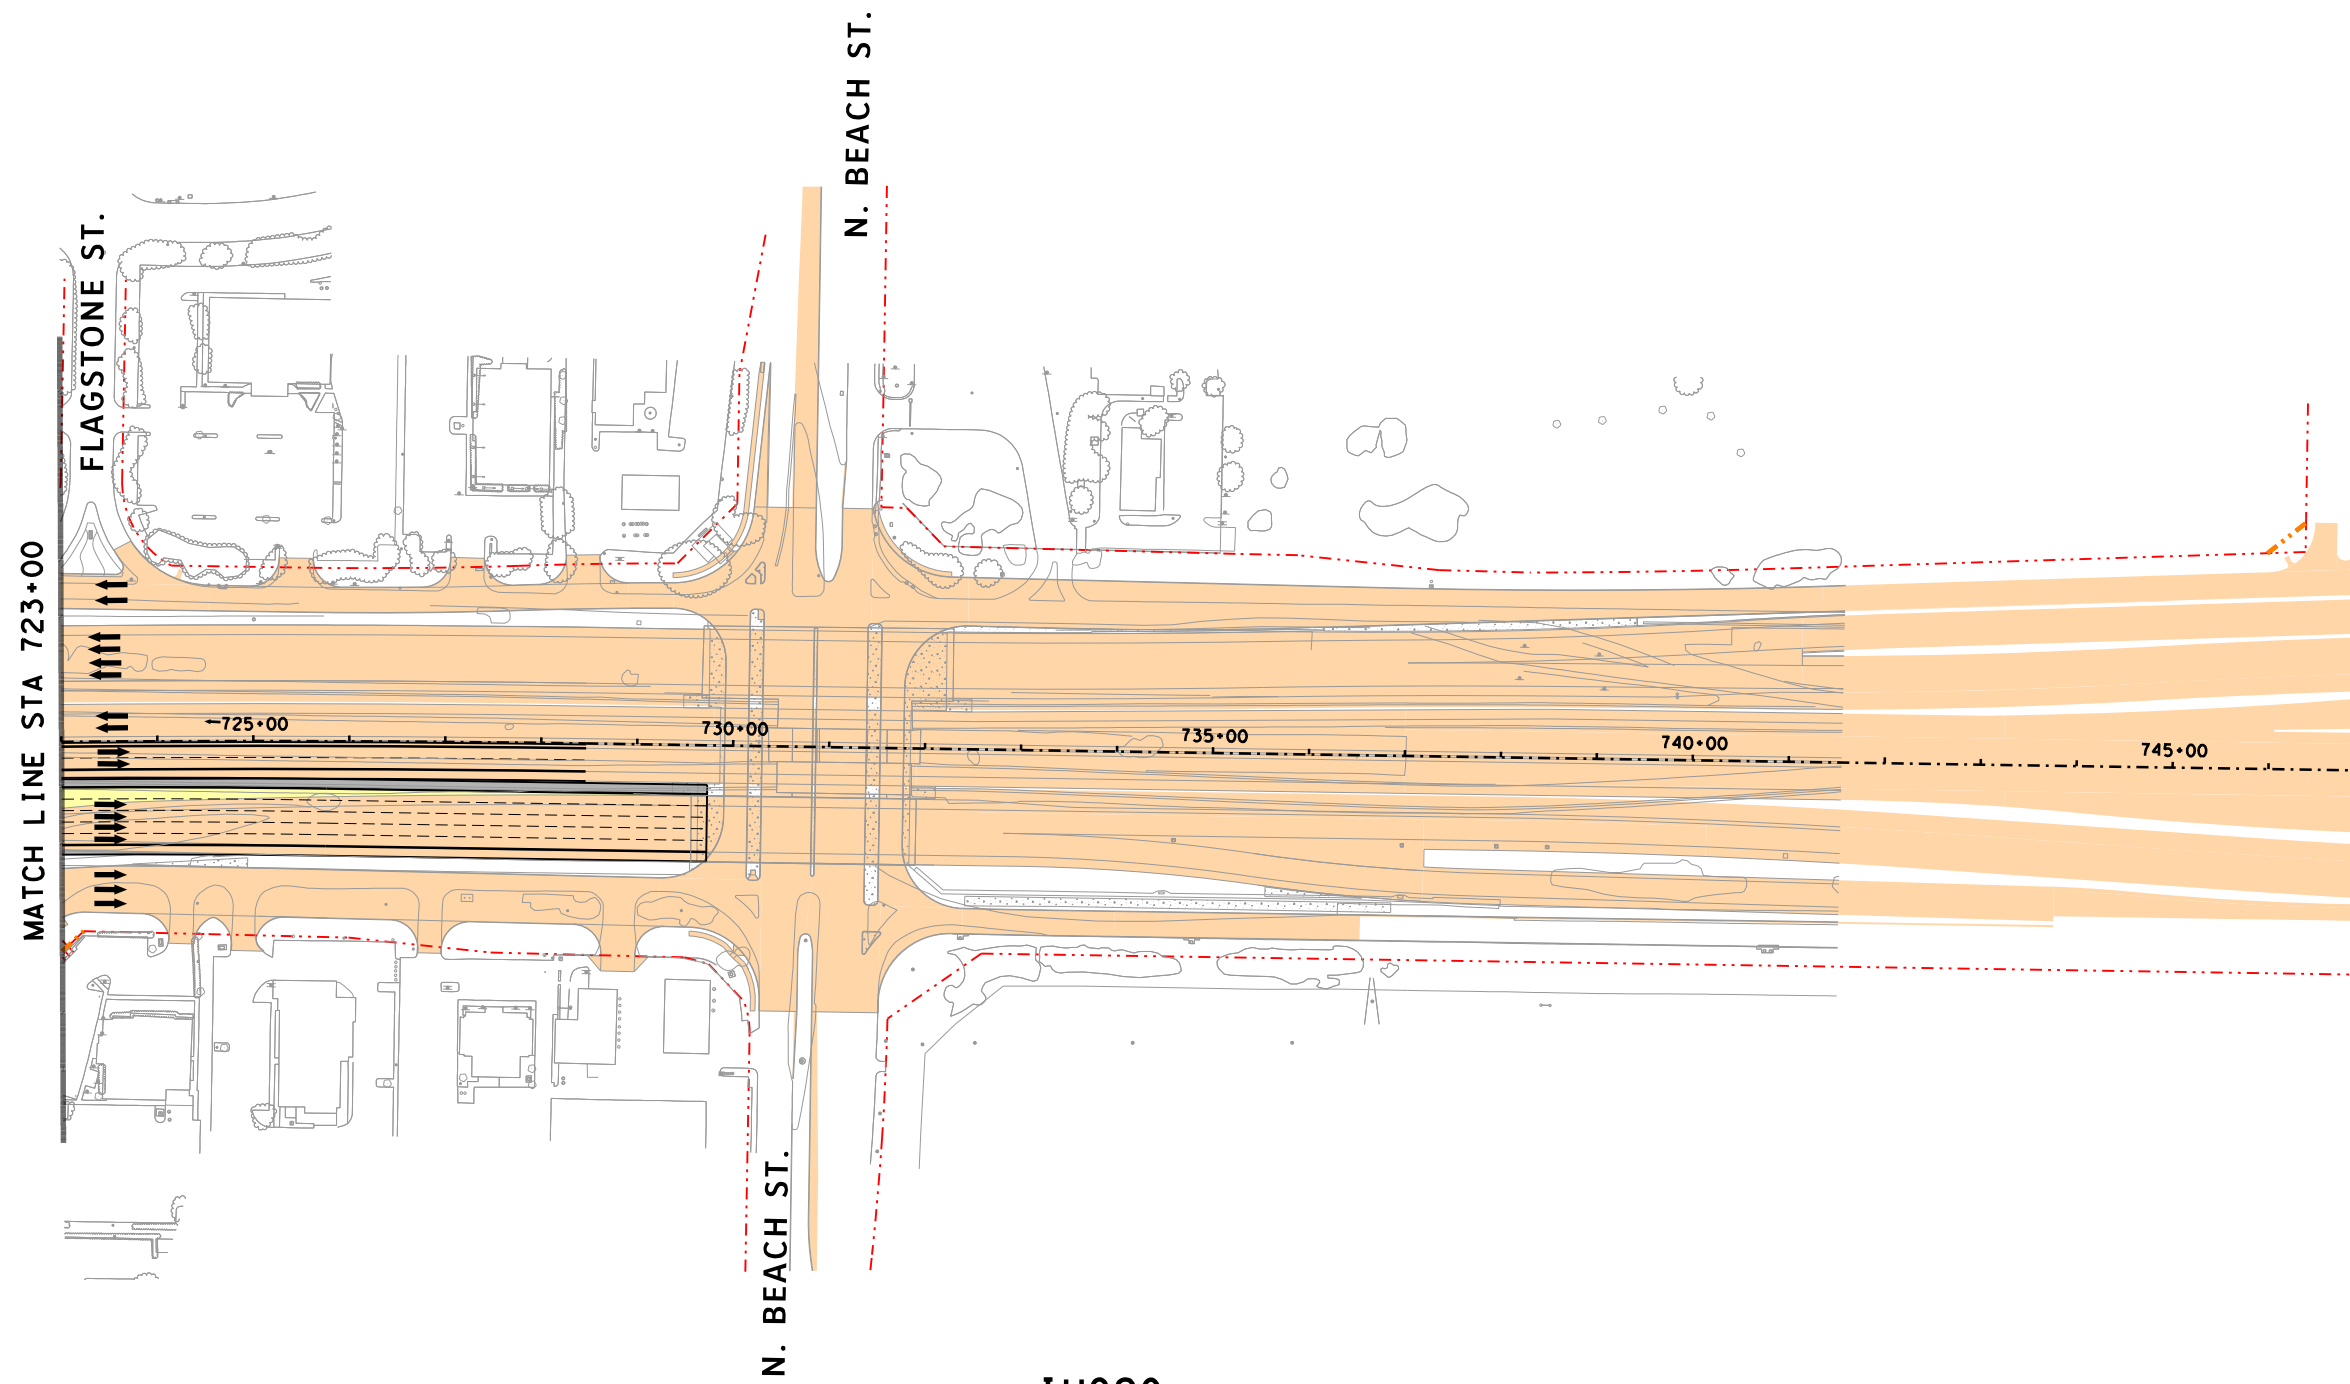 N. BEACH ST.
FLAGSTONE ST.
MATCH LINE STA 723+00
725+00
730+00
735+00
740+00
745+00
N. BEACH ST.